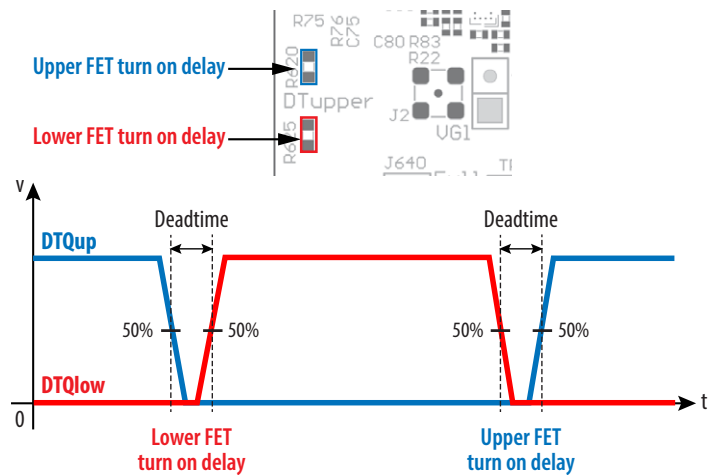 R75
R76
C75
C80 R83
R22
Upper FET turn on delay
R620
DTupper
J2
VG1
Lower FET turn on delay
J640
v
Deadtime
Deadtime
DTQup
50%
50%
50%
50%
DTQlow
0
t
Lower FET
turn on delay
Upper FET
turn on delay